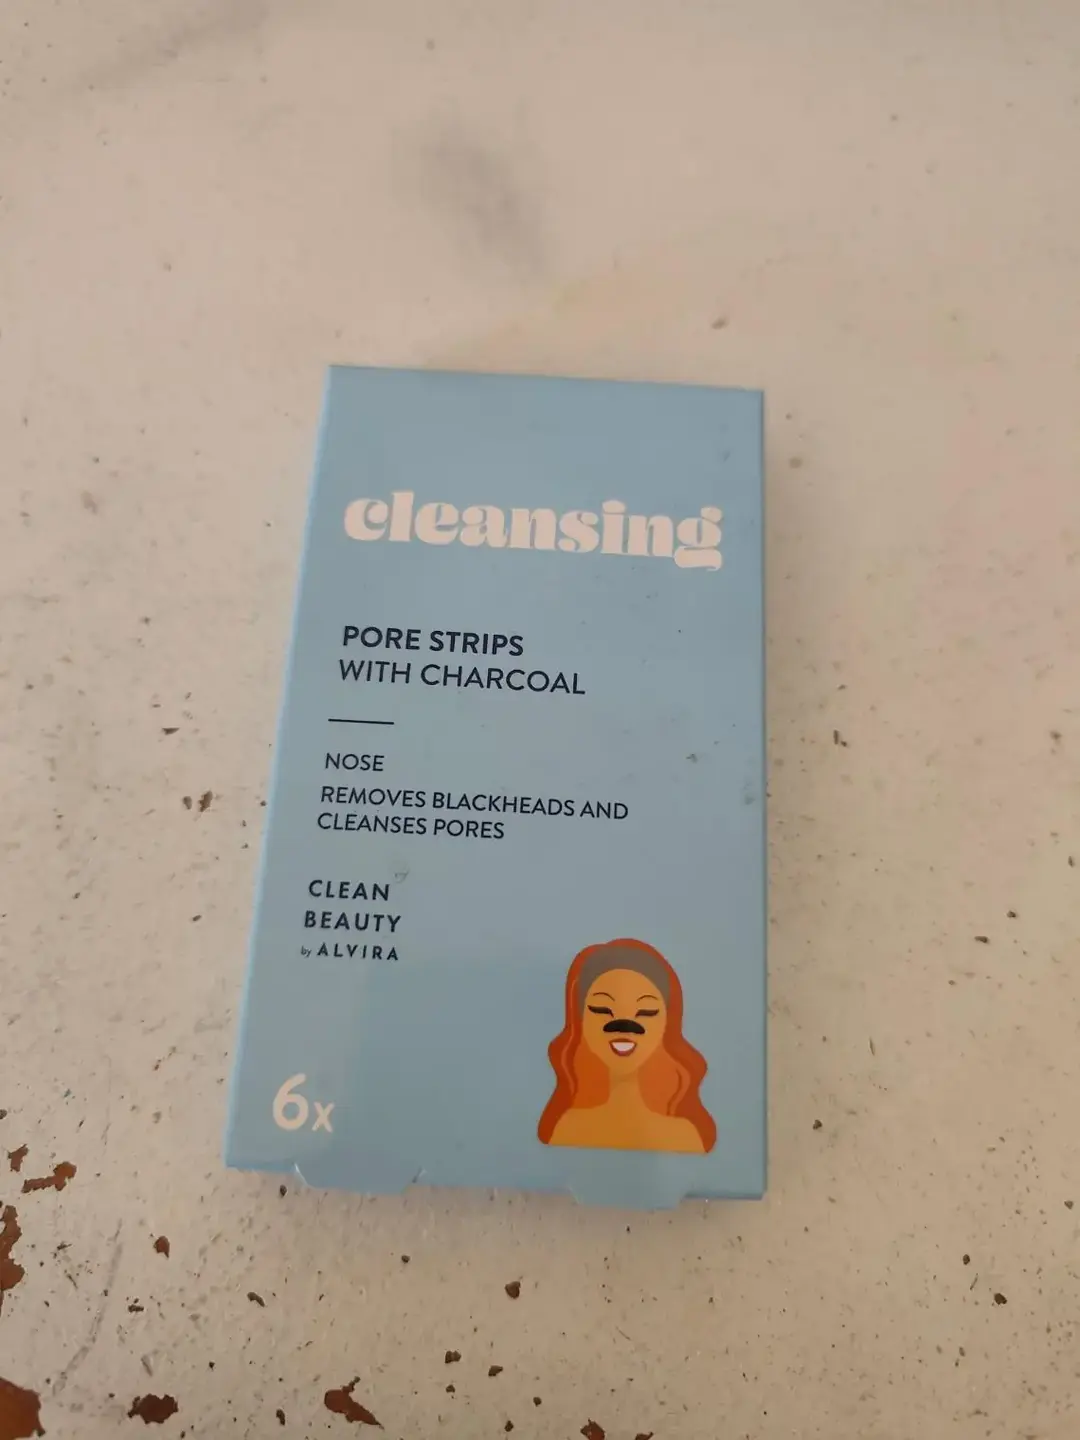 cleansing
PORE STRIPS
WITH CHARCOAL
NOSE
REMOVES BLACKHEADS AND
CLEANSES PORES
CLEAN
BEAUTY
by ALVIRA
6x